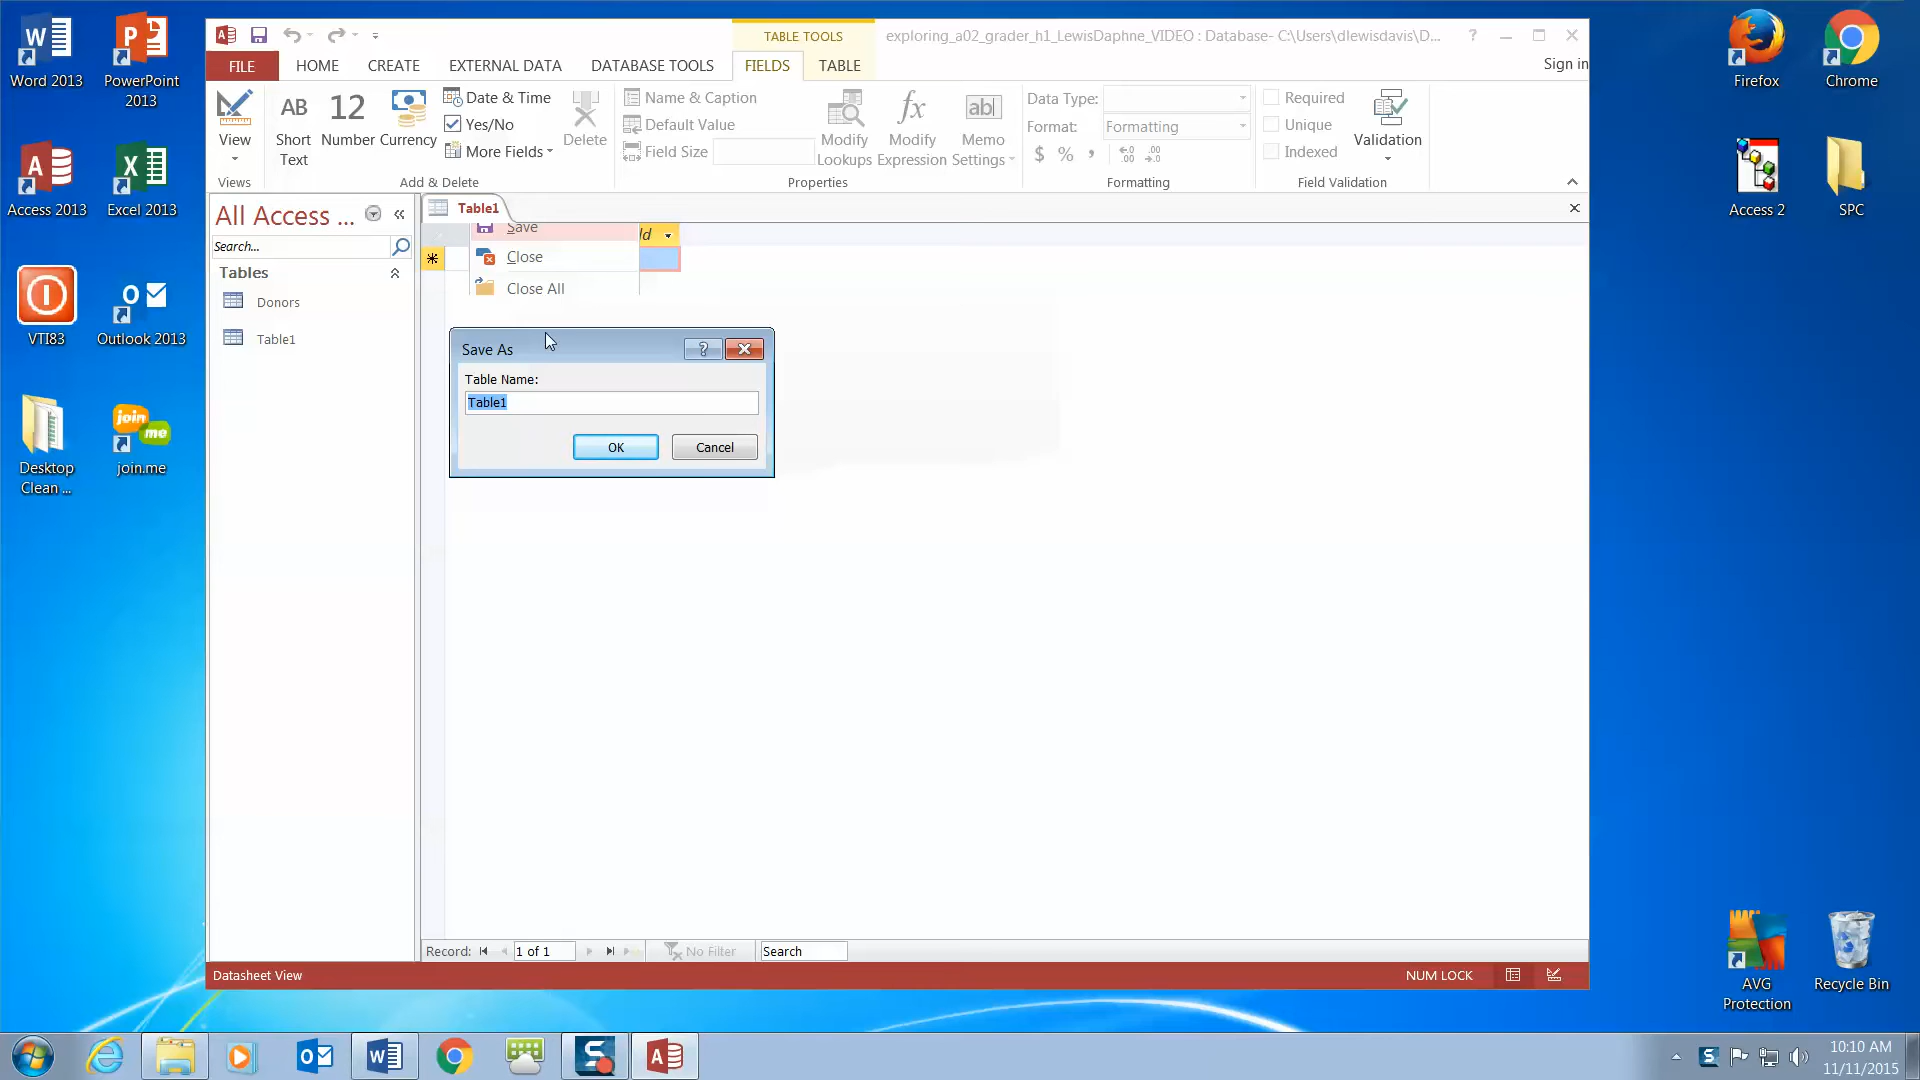 Word 2013
PowerPoint
2013
Access 2013
Excel 2013
VTI83
Outlook 2013
Desktop
Clean ...
join.me
TABLE TOOLS
exploring_a02_grader_h1_LewisDaphne_VIDEO : Database- C:\Users\dlewisdavis\D...
FILE
HOME
CREATE
EXTERNAL DATA
DATABASE TOOLS
FIELDS
TABLE
Sign in
View
Views
AB
Short
Text
12
Number
Currency
Date & Time
Yes/No
More Fields
Delete
Add & Delete
Name & Caption
Default Value
Field Size
Modify
Lookups
fx
Modify
Expression
ab|
Memo
Settings
Properties
Data Type:
Format:
Formatting
$ % ,
Formatting
Required
Unique
Indexed
Validation
Field Validation
All Access ...
Search...
Tables
Donors
Table1
Table1
Save
Close
Close All
Save As
Table Name:
Table1
OK
Cancel
Record:
1 of 1
No Filter
Search
Datasheet View
NUM LOCK
Firefox
Chrome
Access 2
SPC
AVG
Protection
Recycle Bin
10:10 AM
11/11/2015